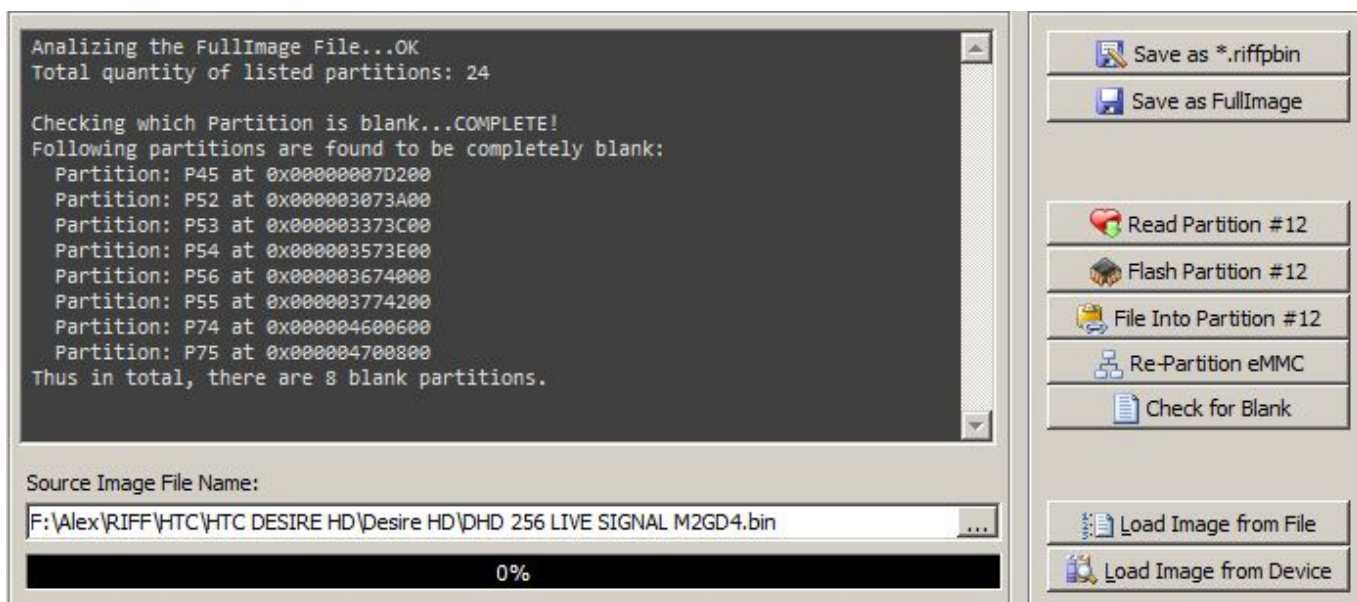 Analizing the FullImage File...OK
Total quantity of listed partitions: 24
Checking which Partition is blank...COMPLETE!
Following partitions are found to be completely blank:
Partition: P45 at 0x00000007D200
Partition: P52 at 0x000003073A00
Partition: P53 at 0x000003373C00
Partition: P54 at 0x000003573E00
Partition: P56 at 0x000003674000
Partition: P55 at 0x000003774200
Partition: P74 at 0x000004600600
Partition: P75 at 0x000004700800
Thus in total, there are 8 blank partitions.
Source Image File Name:
F:\Alex\RIFF\HTC\HTC DESIRE HD\Desire HD\DHD 256 LIVE SIGNAL M2GD4.bin
...
0%
Save as *.riffpbin
Save as FullImage
Read Partition #12
Flash Partition #12
File Into Partition #12
Re-Partition eMMC
Check for Blank
Load Image from File
Load Image from Device